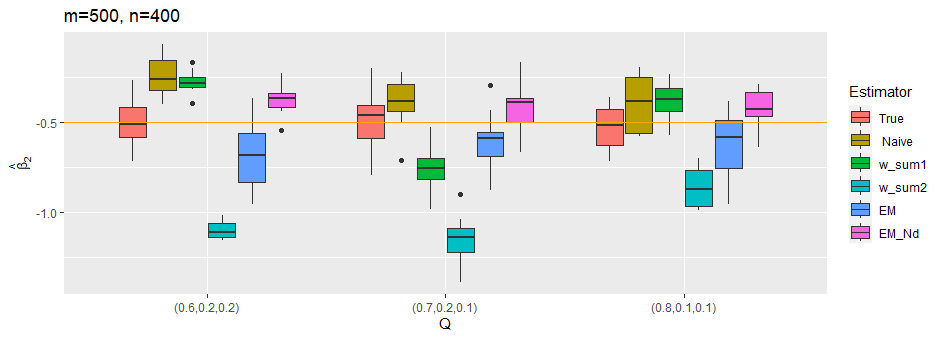 m=500, n=400
β̂2
-0.5
-1.0
(0.6,0.2,0.2)
(0.7,0.2,0.1)
(0.8,0.1,0.1)
Q
Estimator
True
Naive
w_sum1
w_sum2
EM
EM_Nd